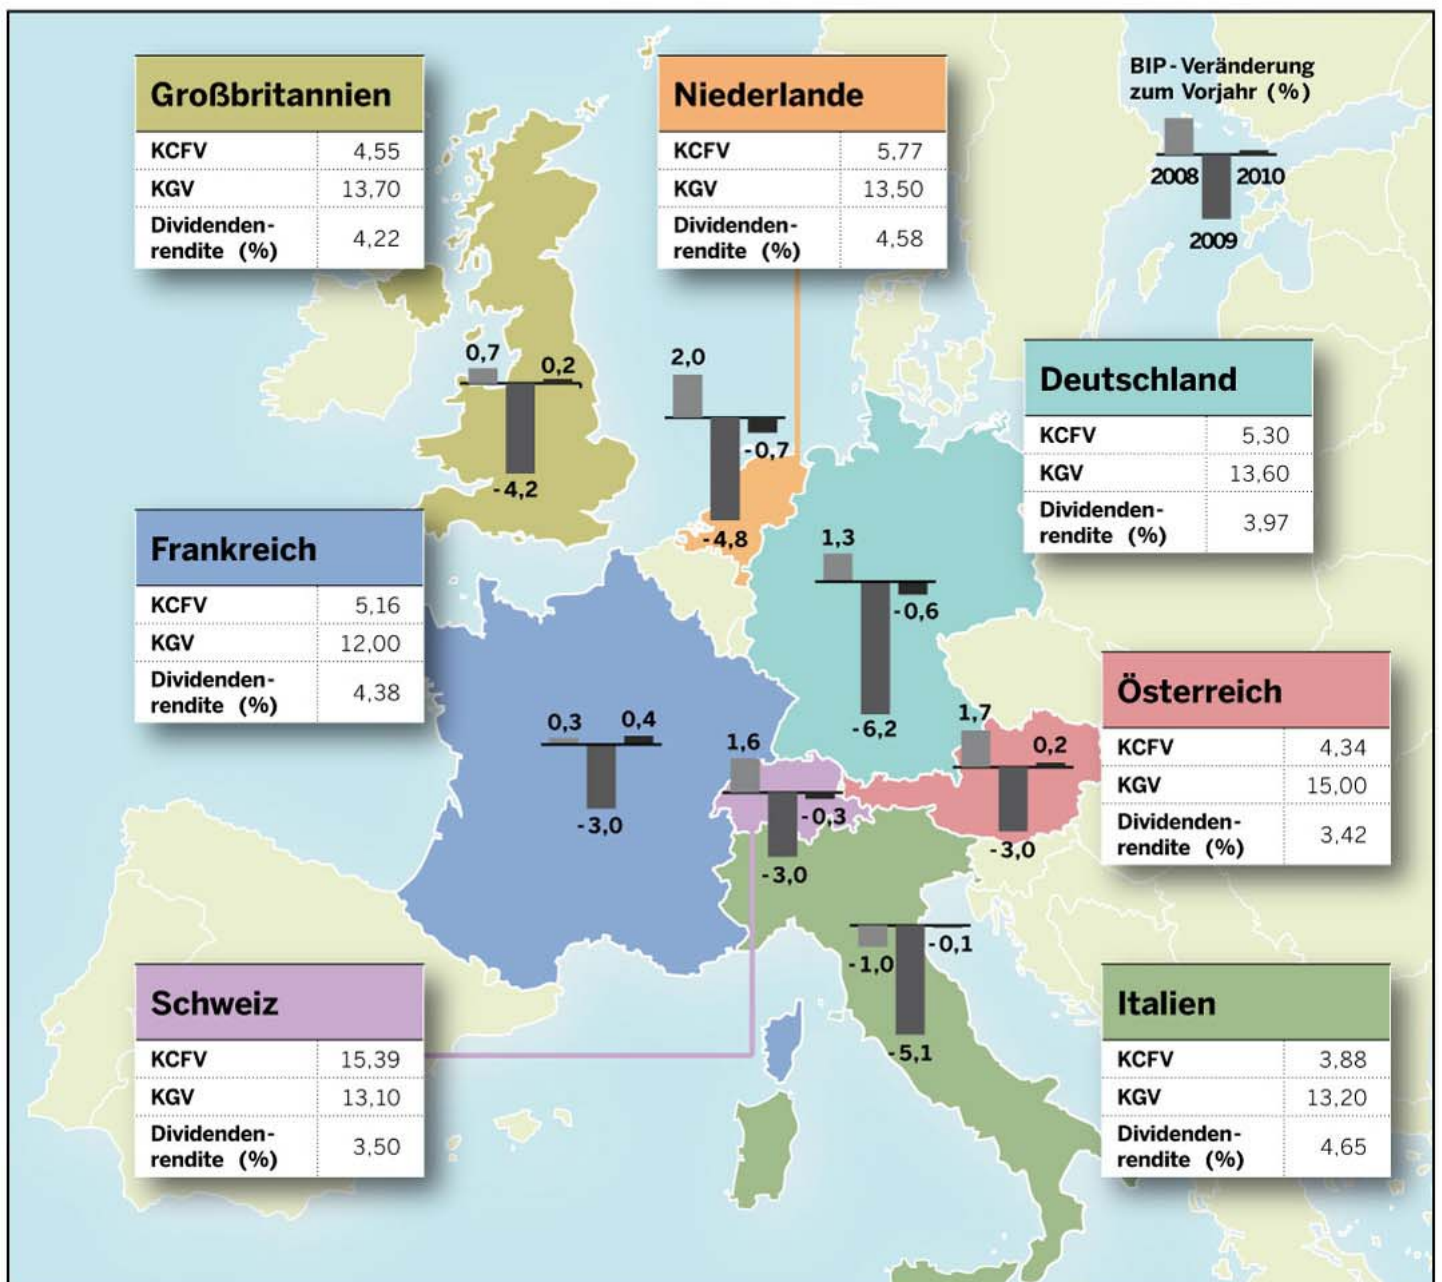 Großbritannien
KCFV 4,55
KGV 13,70
Dividenden-
rendite (%) 4,22
Niederlande
KCFV 5,77
KGV 13,50
Dividenden-
rendite (%) 4,58
BIP-Veränderung
zum Vorjahr (%)
2008 2010
2009
0,7 0,2
-4,2
2,0
-0,7
-4,8
Deutschland
KCFV 5,30
KGV 13,60
Dividenden-
rendite (%) 3,97
1,3
-0,6
-6,2
Frankreich
KCFV 5,16
KGV 12,00
Dividenden-
rendite (%) 4,38
0,3 0,4
-3,0
1,6
-0,3
-3,0
Österreich
KCFV 4,34
KGV 15,00
Dividenden-
rendite (%) 3,42
1,7
0,2
-3,0
-0,1
-1,0
-5,1
Schweiz
KCFV 15,39
KGV 13,10
Dividenden-
rendite (%) 3,50
Italien
KCFV 3,88
KGV 13,20
Dividenden-
rendite (%) 4,65